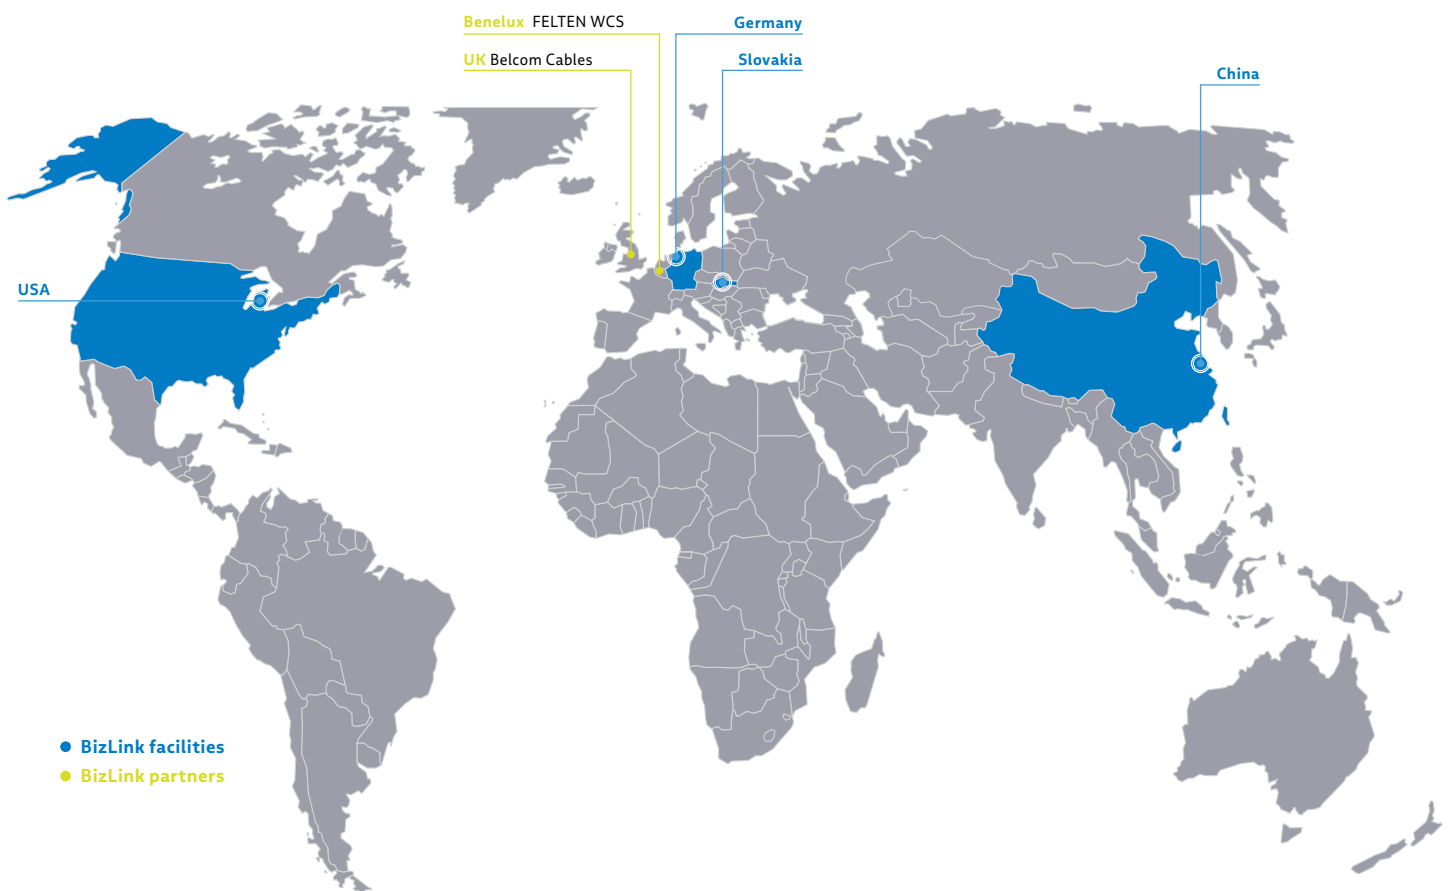 Benelux FELTEN WCS
Germany
UK Belcom Cables
Slovakia
China
USA
BizLink facilities
BizLink partners